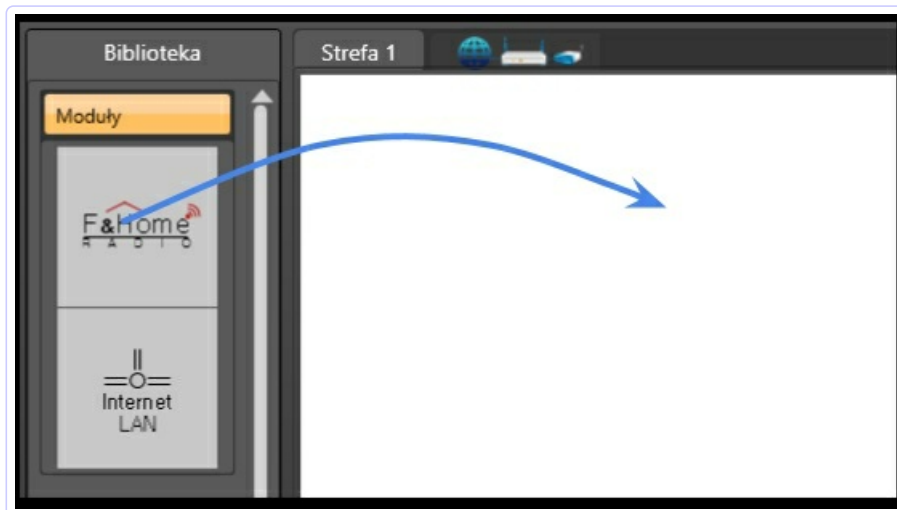 Biblioteka
Strefa 1
Moduły
F&Home
RADIO
Internet
LAN